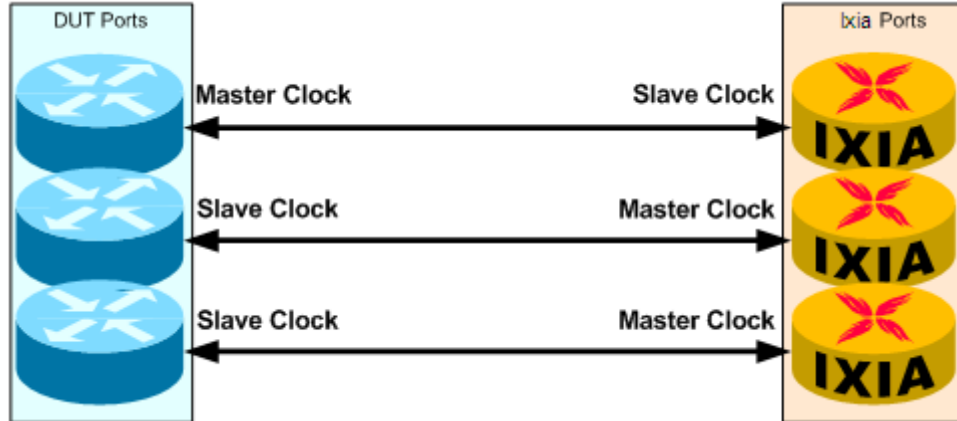 DUT Ports
Ixia Ports
Master Clock
Slave Clock
IXIA
Slave Clock
Master Clock
IXIA
Slave Clock
Master Clock
IXIA